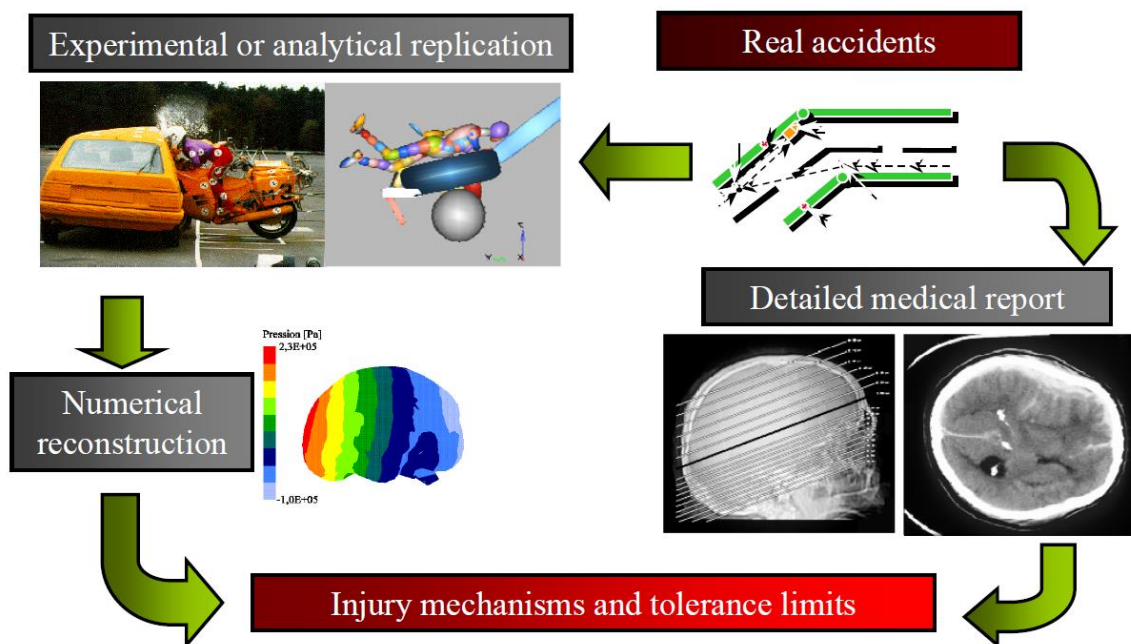 Experimental or analytical replication
Real accidents
Detailed medical report
Pression [Pa]
2,3E+05
Numerical
reconstruction
-1,0E+05
Injury mechanisms and tolerance limits